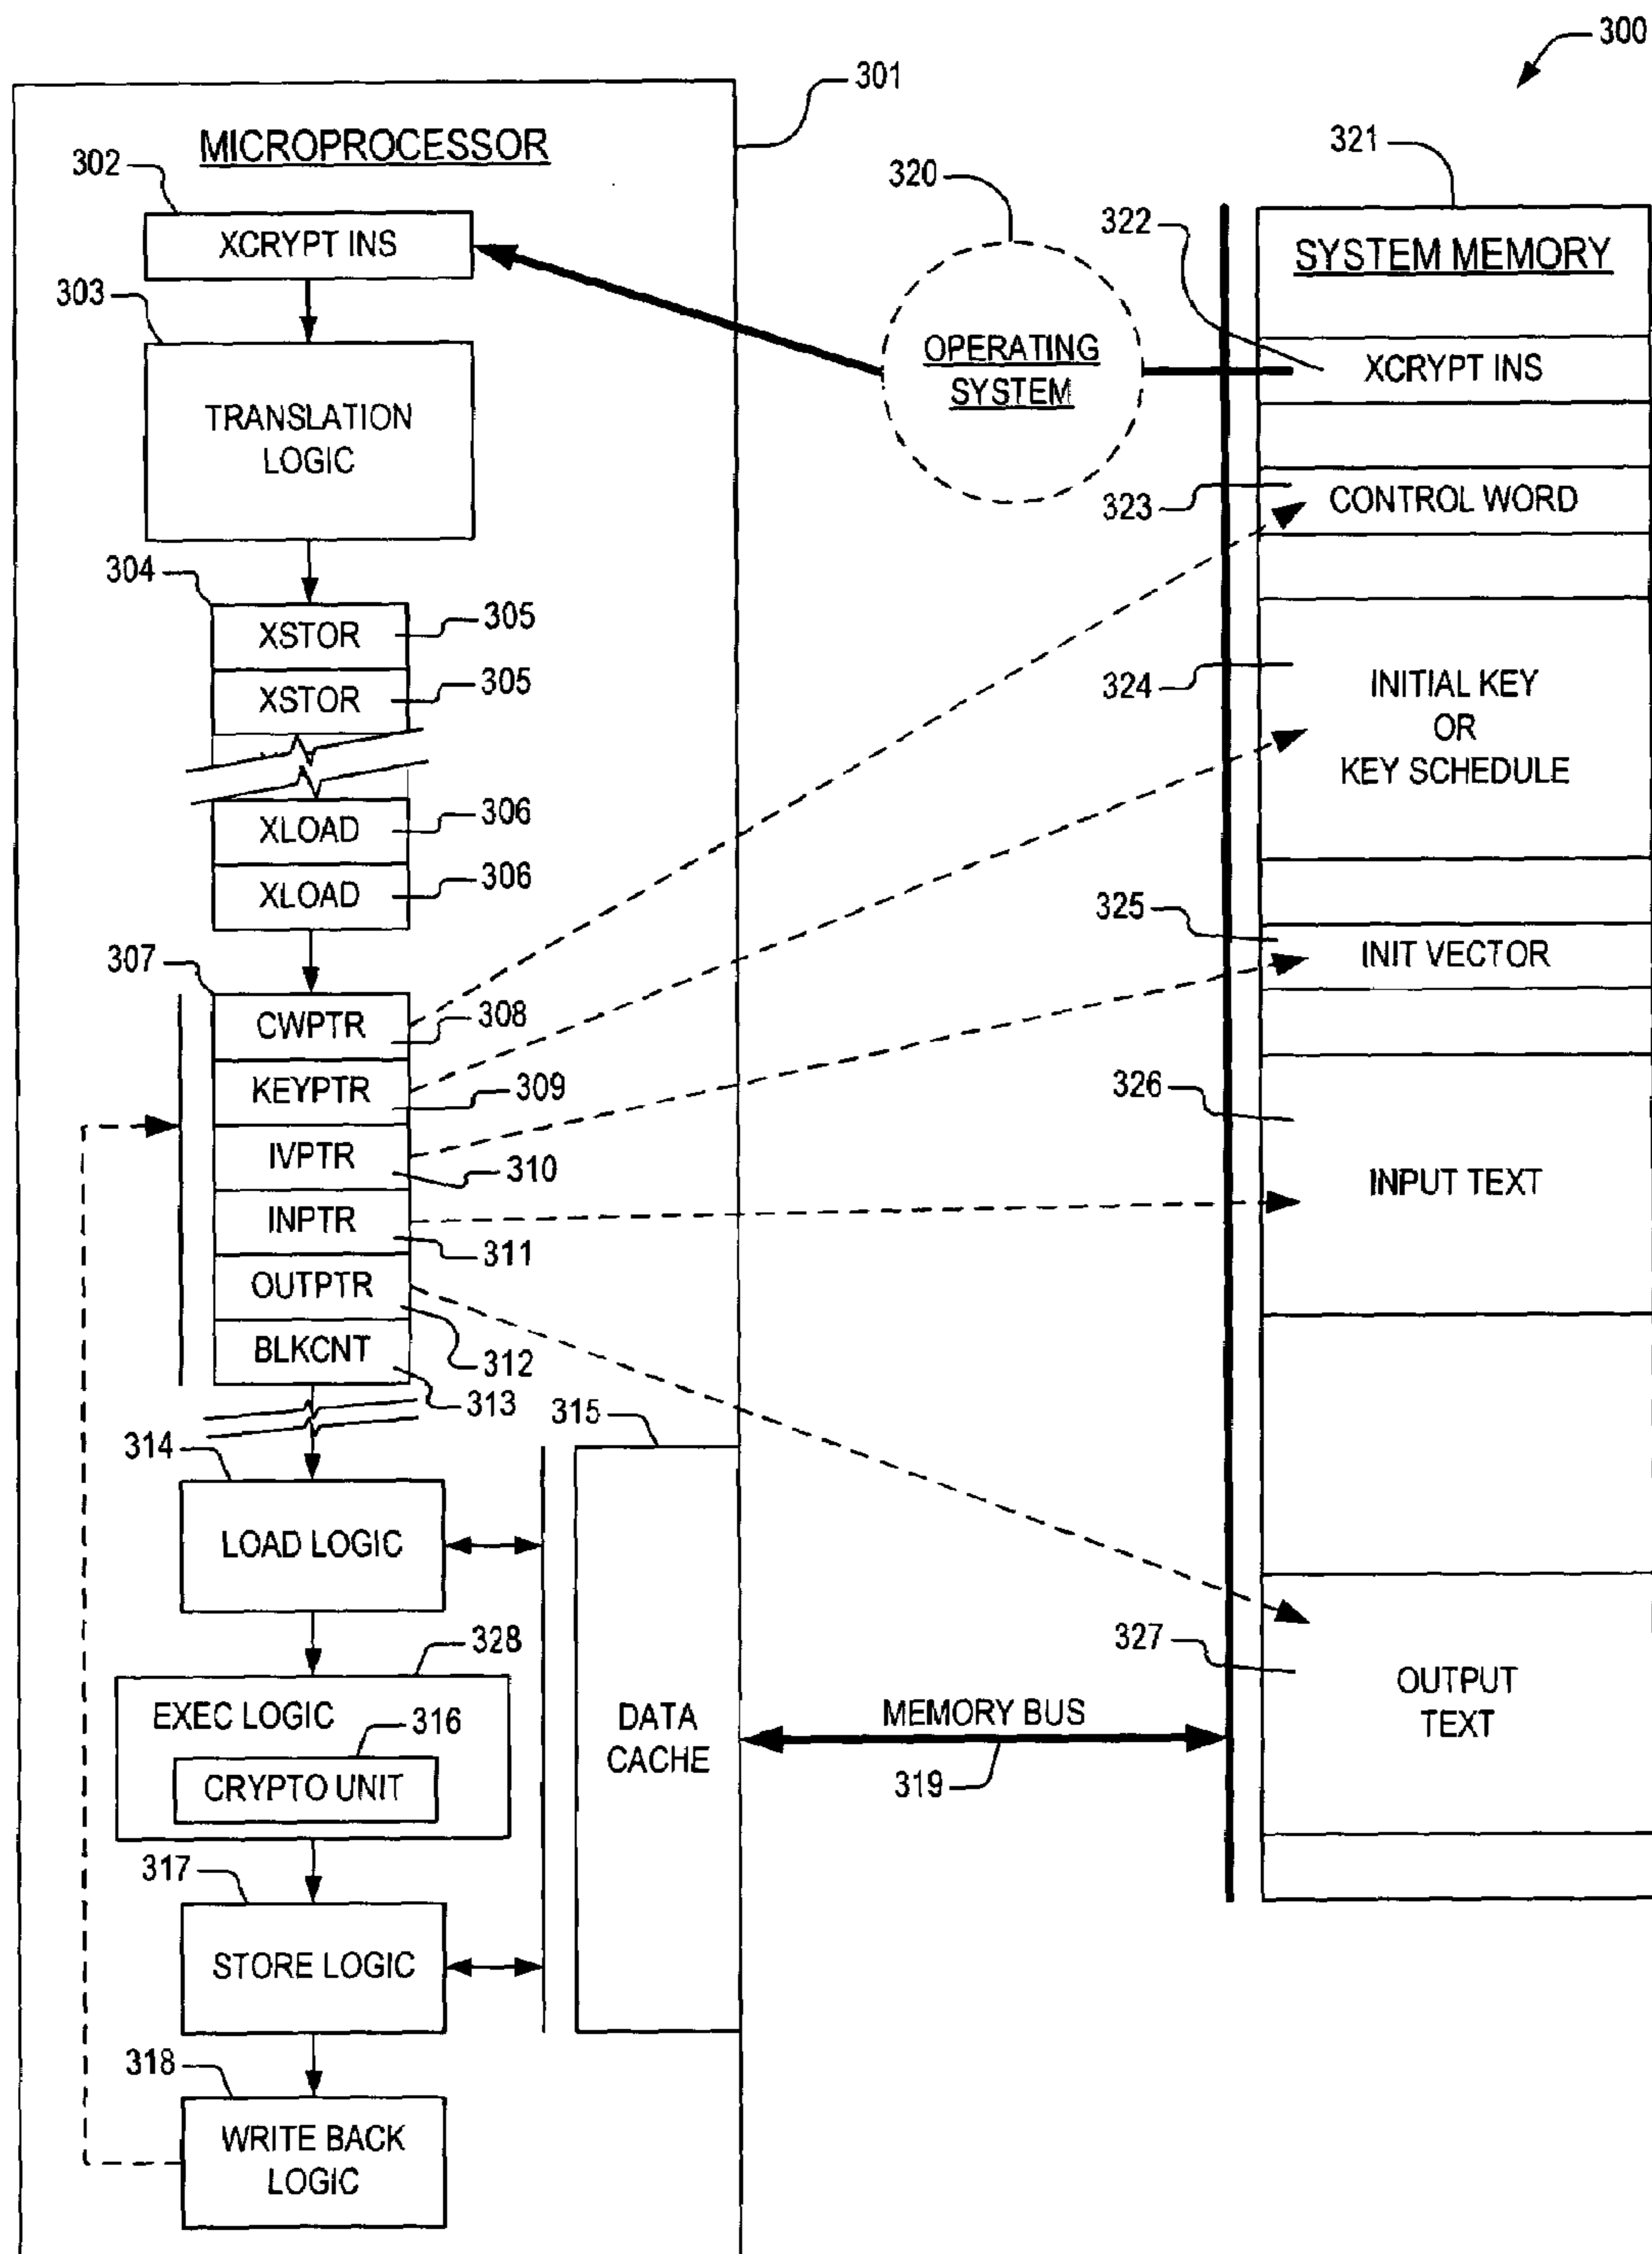 300
301
MICROPROCESSOR
302
XCRYPT INS
303
TRANSLATION
LOGIC
304
XSTOR
305
XSTOR
305
XLOAD
306
XLOAD
306
307
CWPTR
308
KEYPTR
309
IVPTR
310
INPTR
311
OUTPTR
312
BLKCNT
313
314
LOAD LOGIC
315
DATA
CACHE
328
EXEC LOGIC
316
CRYPTO UNIT
317
STORE LOGIC
318
WRITE BACK
LOGIC
320
OPERATING
SYSTEM
MEMORY BUS
319
321
SYSTEM MEMORY
322
XCRYPT INS
323
CONTROL WORD
324
INITIAL KEY
OR
KEY SCHEDULE
325
INIT VECTOR
326
INPUT TEXT
327
OUTPUT
TEXT